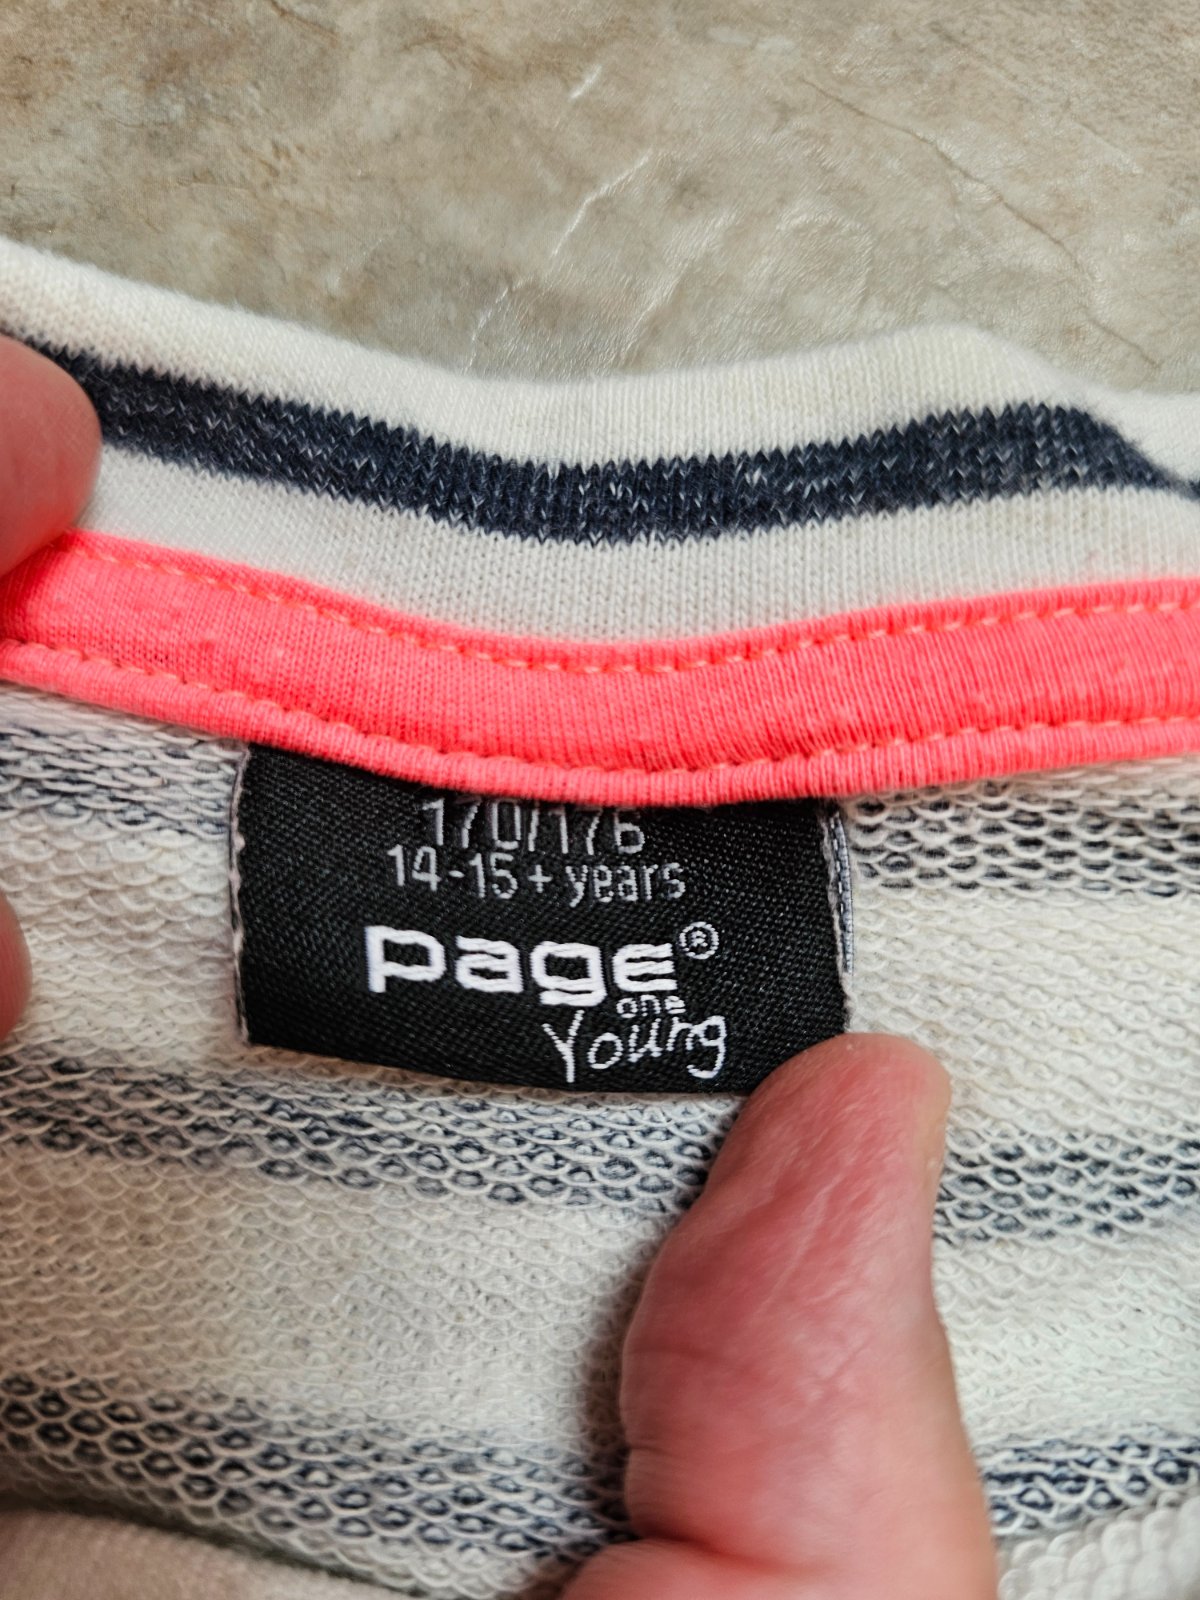 170/176
14-15+ years
page®
one
Young